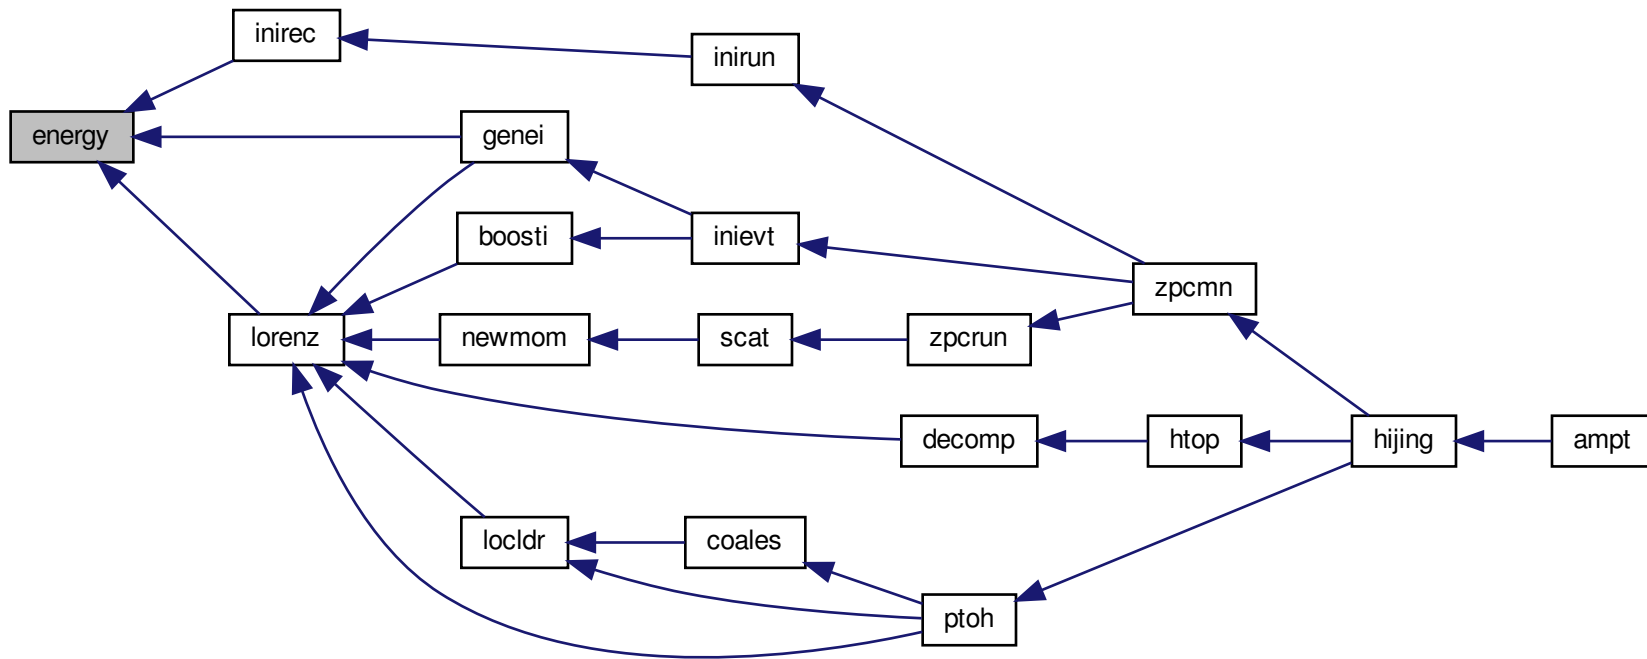 inirec
inirun
energy
genei
boosti
inievt
zpcmn
lorenz
newmom
scat
zpcrun
decomp
htop
hijing
ampt
locldr
coales
ptoh